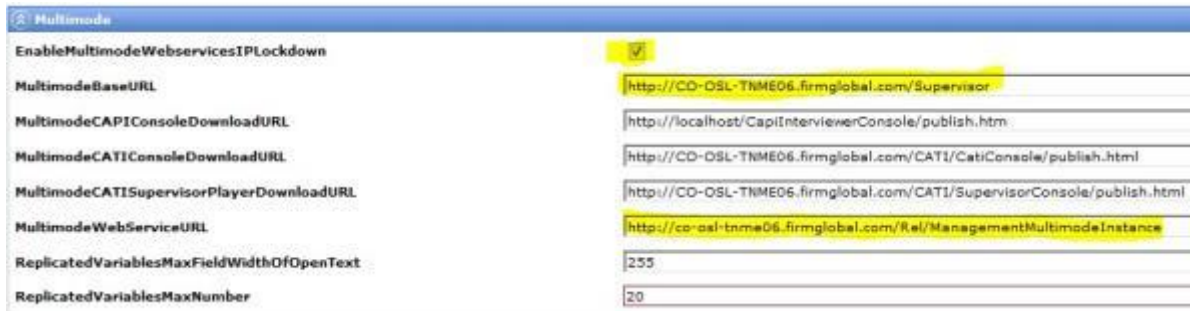 Multimode
EnableMultimodeWebservicesIPLockdown
MultimodeBaseURL http://CO-OSL-TNME06.firmglobal.com/Supervisor
MultimodeCAPIConsoleDownloadURL http://localhost/CapiInterviewerConsole/publish.htm
MultimodeCATIConsoleDownloadURL http://CO-OSL-TNME06.firmglobal.com/CATI/CatiConsole/publish.html
MultimodeCATISupervisorPlayerDownloadURL http://CO-OSL-TNME06.firmglobal.com/CATI/SupervisorConsole/publish.html
MultimodeWebServiceURL http://co-osl-tnme06.firmglobal.com/Rel/ManagementMultimodeInstance
ReplicatedVariablesMaxFieldWidthOfOpenText 255
ReplicatedVariablesMaxNumber 20